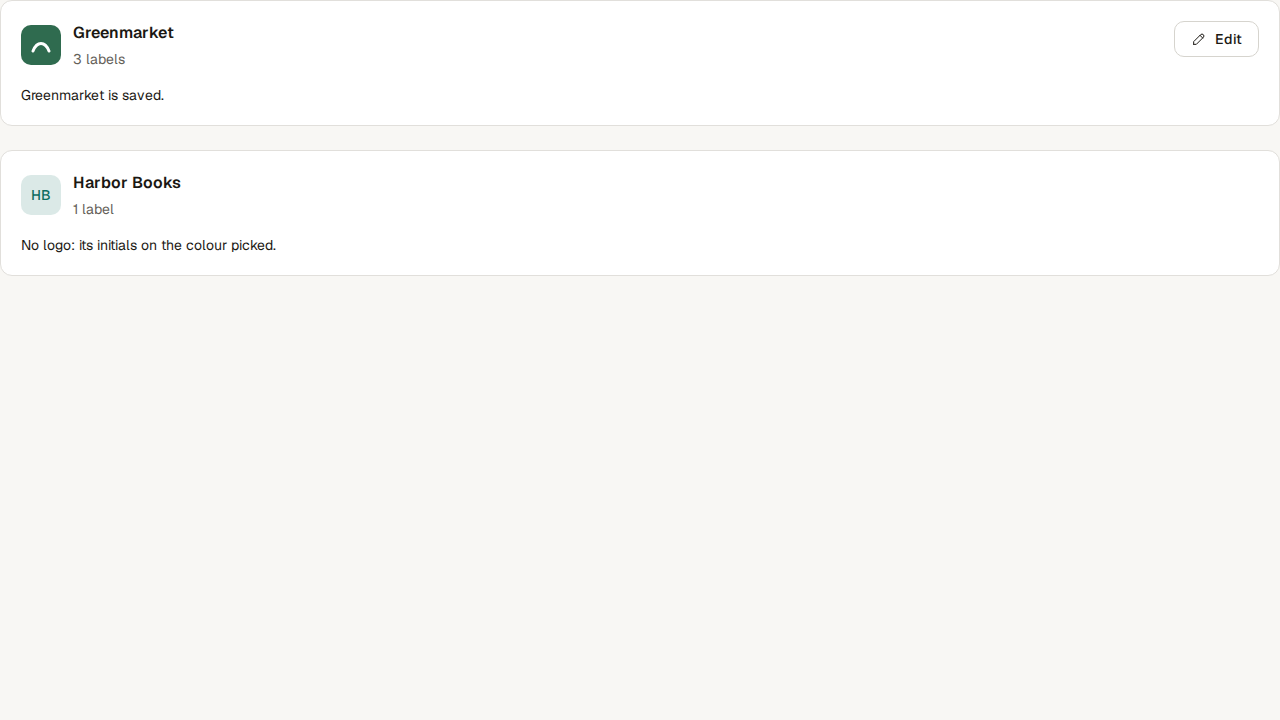 Greenmarket
3 labels
Edit
Greenmarket is saved.
HB
Harbor Books
1 label
No logo: its initials on the colour picked.